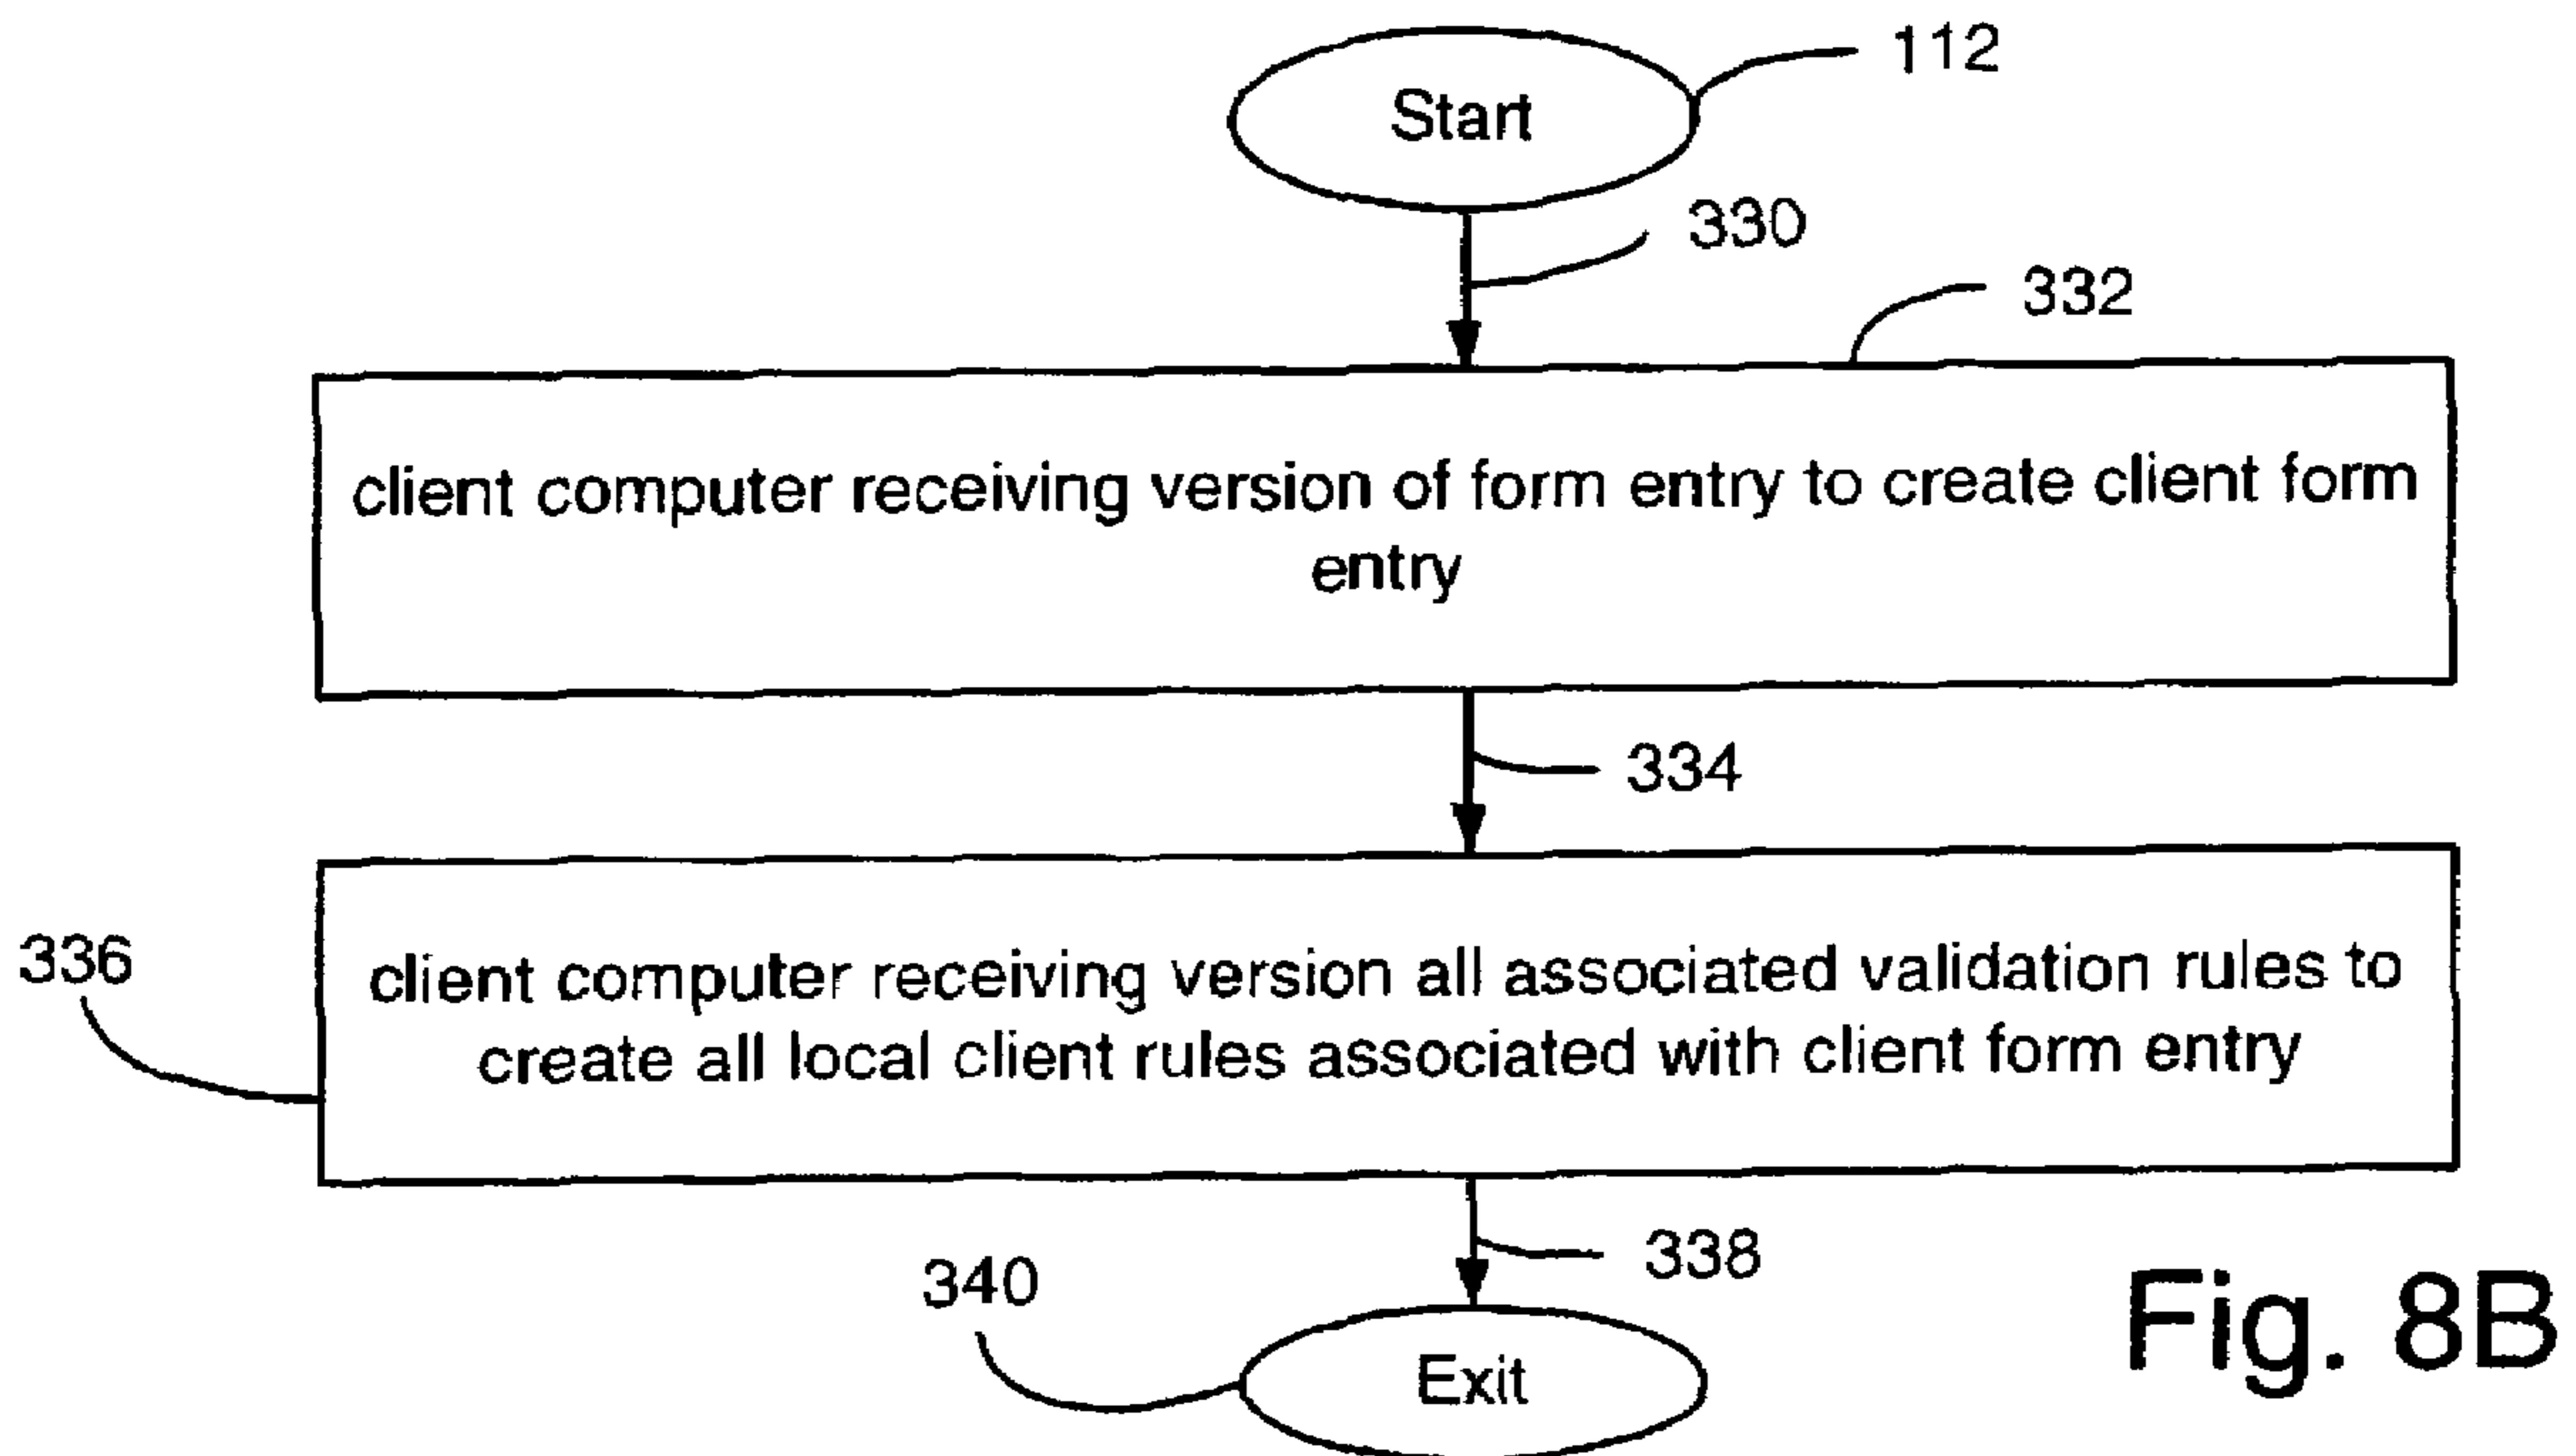 Start
112
330
332
client computer receiving version of form entry to create client form
entry
334
336
client computer receiving version all associated validation rules to
create all local client rules associated with client form entry
338
340
Exit
Fig. 8B